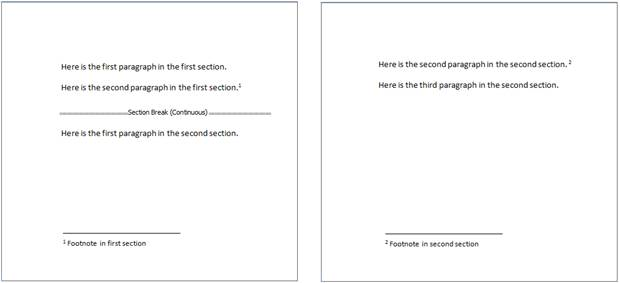 Here is the first paragraph in the first section.
Here is the second paragraph in the first section.1
Section Break (Continuous)
Here is the first paragraph in the second section.
1 Footnote in first section
Here is the second paragraph in the second section. 2
Here is the third paragraph in the second section.
2 Footnote in second section